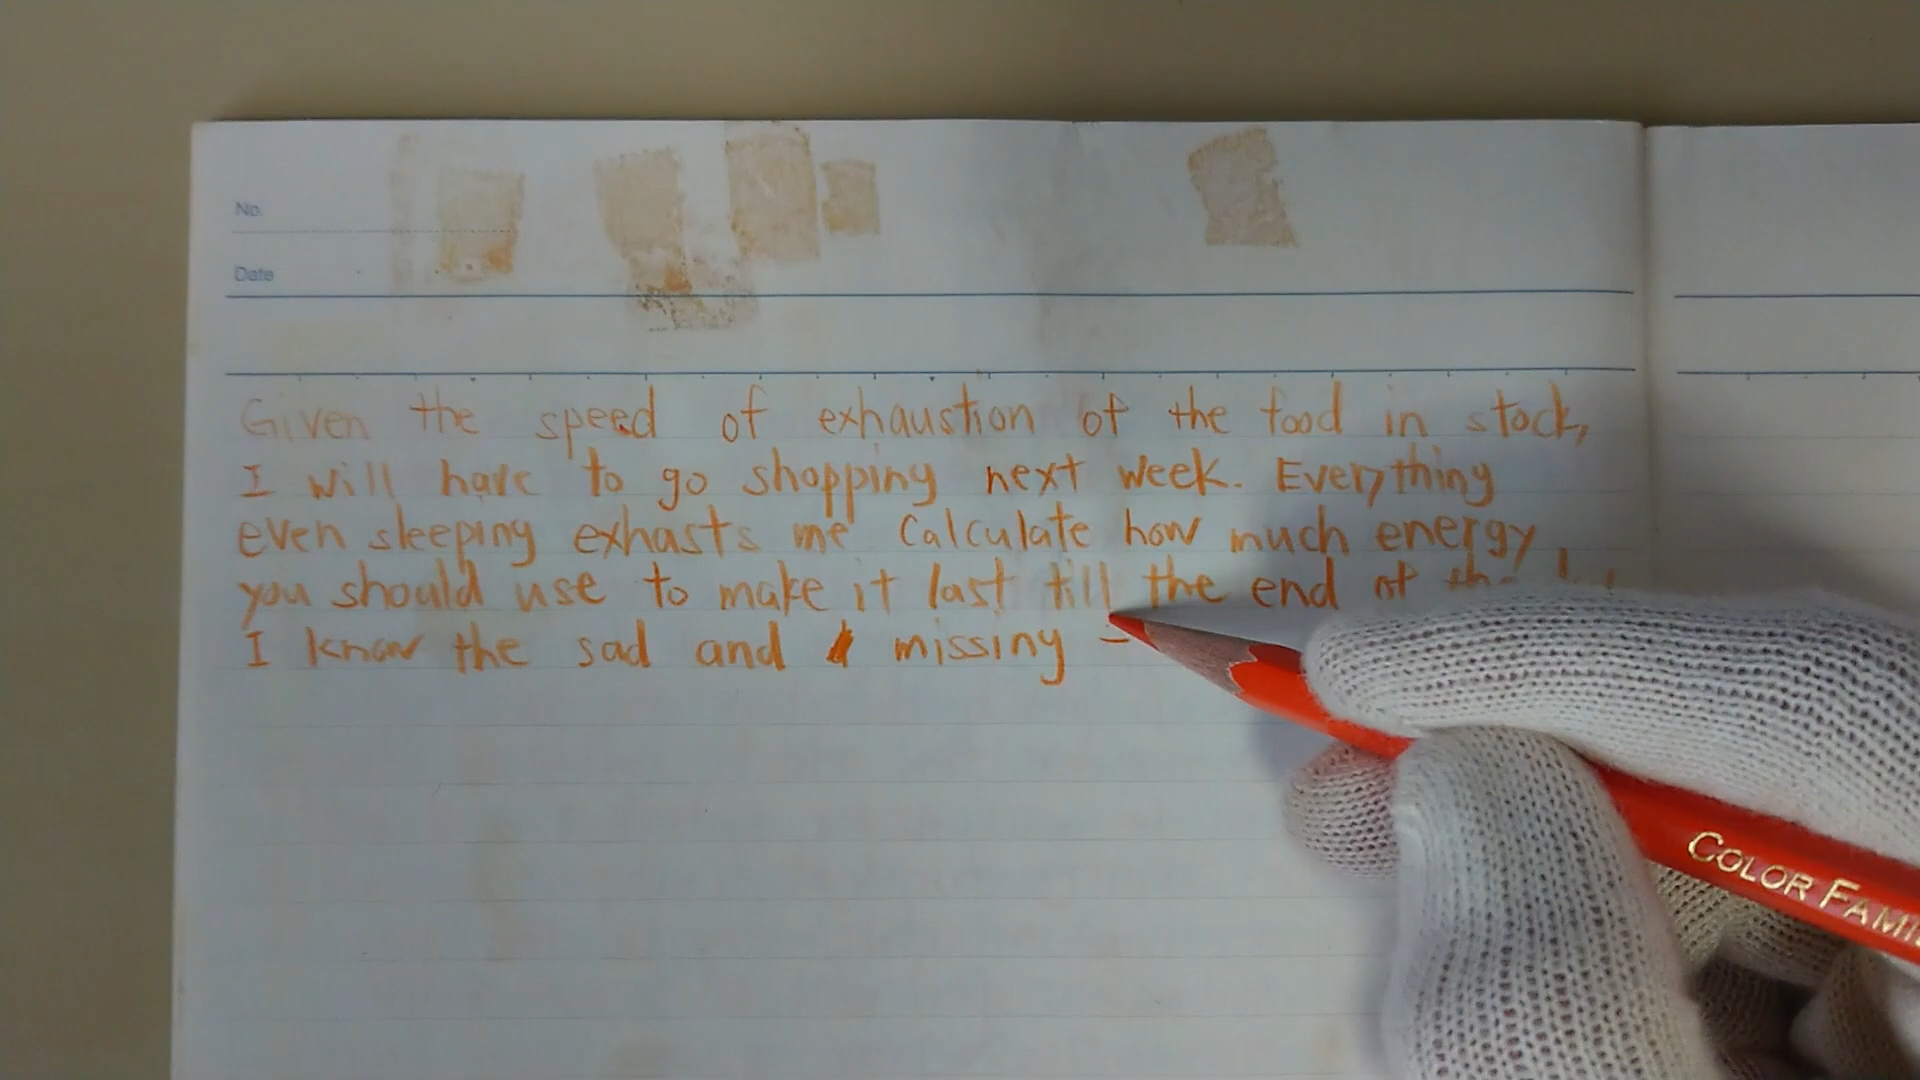 No.
Date
Given the speed of exhaustion of the food in stock,
I will have to go shopping next week. Everything
even sleeping exhasts me Calculate how much energy
you should use to make it last till the end of
I know the sad and missing
COLOR